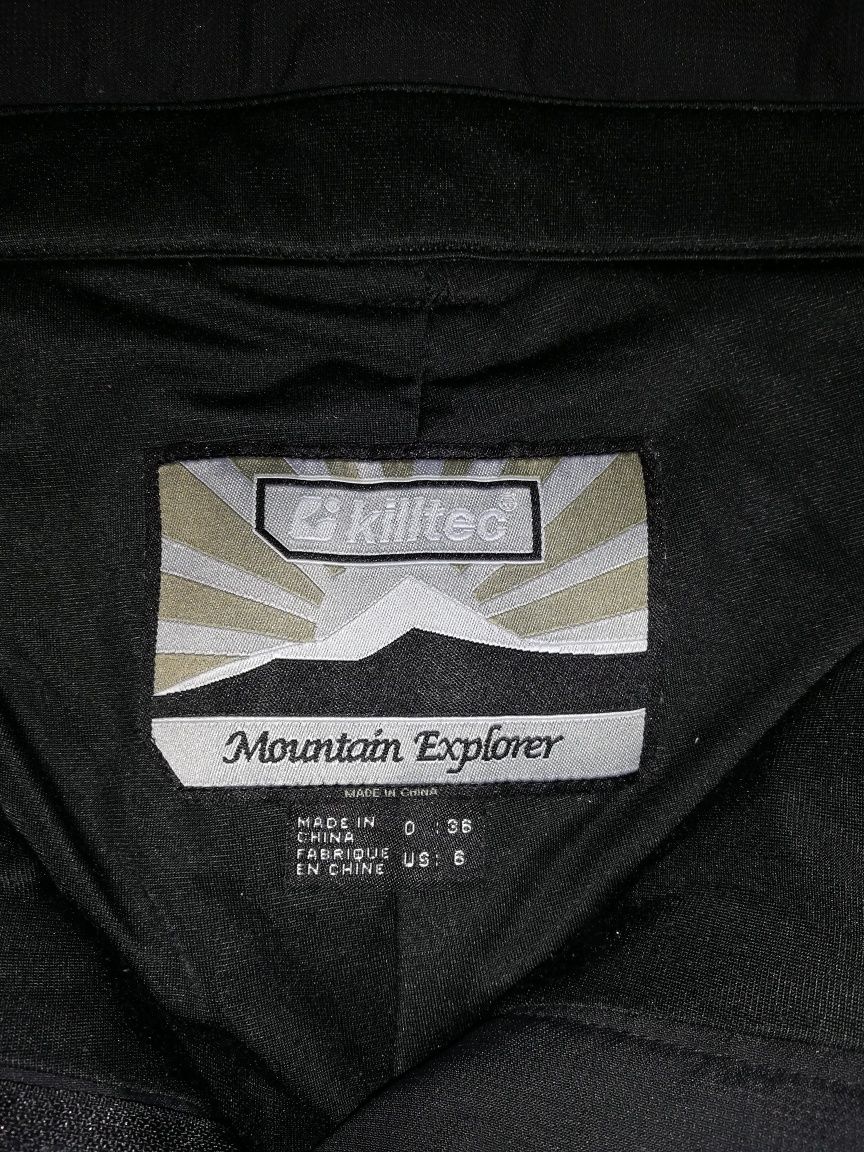 killtec®
Mountain Explorer
MADE IN CHINA
MADE IN
CHINA
D : 36
FABRIQUE
EN CHINE
US: 6